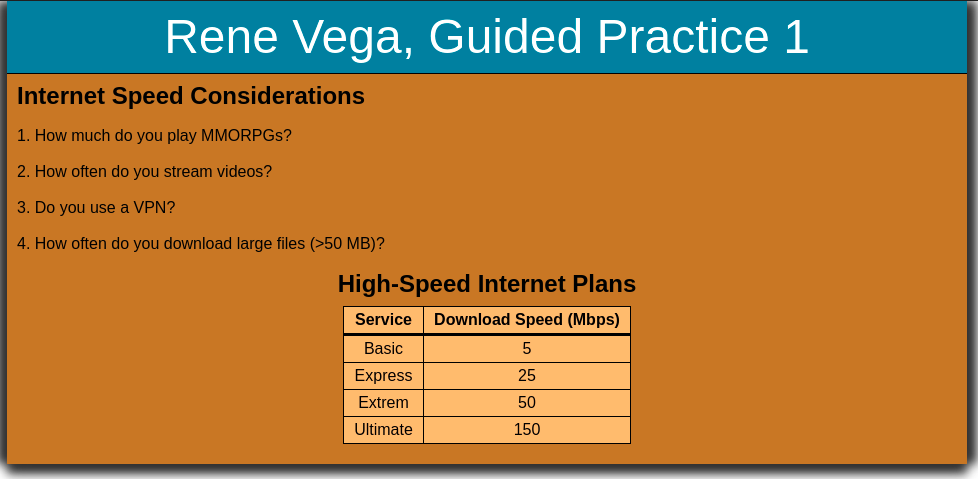 Rene Vega, Guided Practice 1
Internet Speed Considerations
1. How much do you play MMORPGs?
2. How often do you stream videos?
3. Do you use a VPN?
4. How often do you download large files (>50 MB)?
High-Speed Internet Plans
Service Download Speed (Mbps)
Basic 5
Express 25
Extrem 50
Ultimate 150